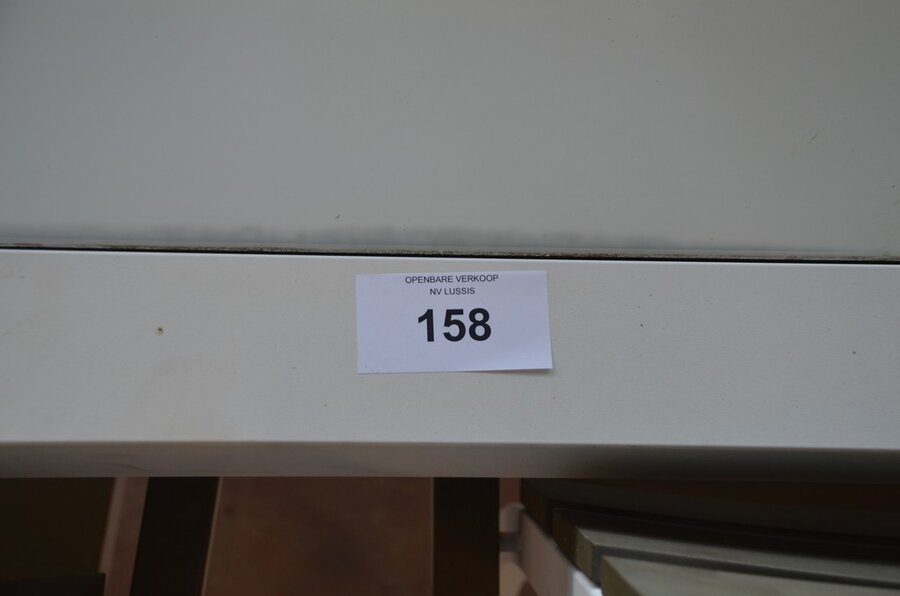 OPENBARE VERKOOP
NV LUSSIS
158